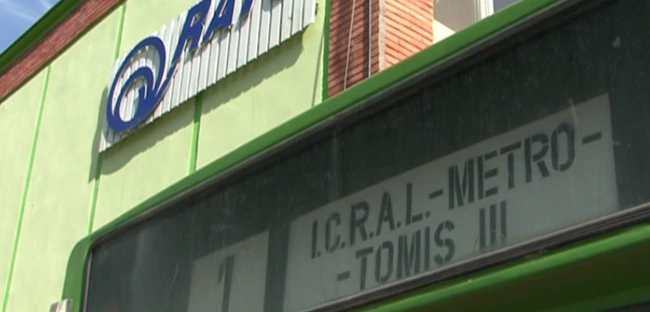 RAT
1
I.C.R.A.L.-METRO-
-TOMIS III